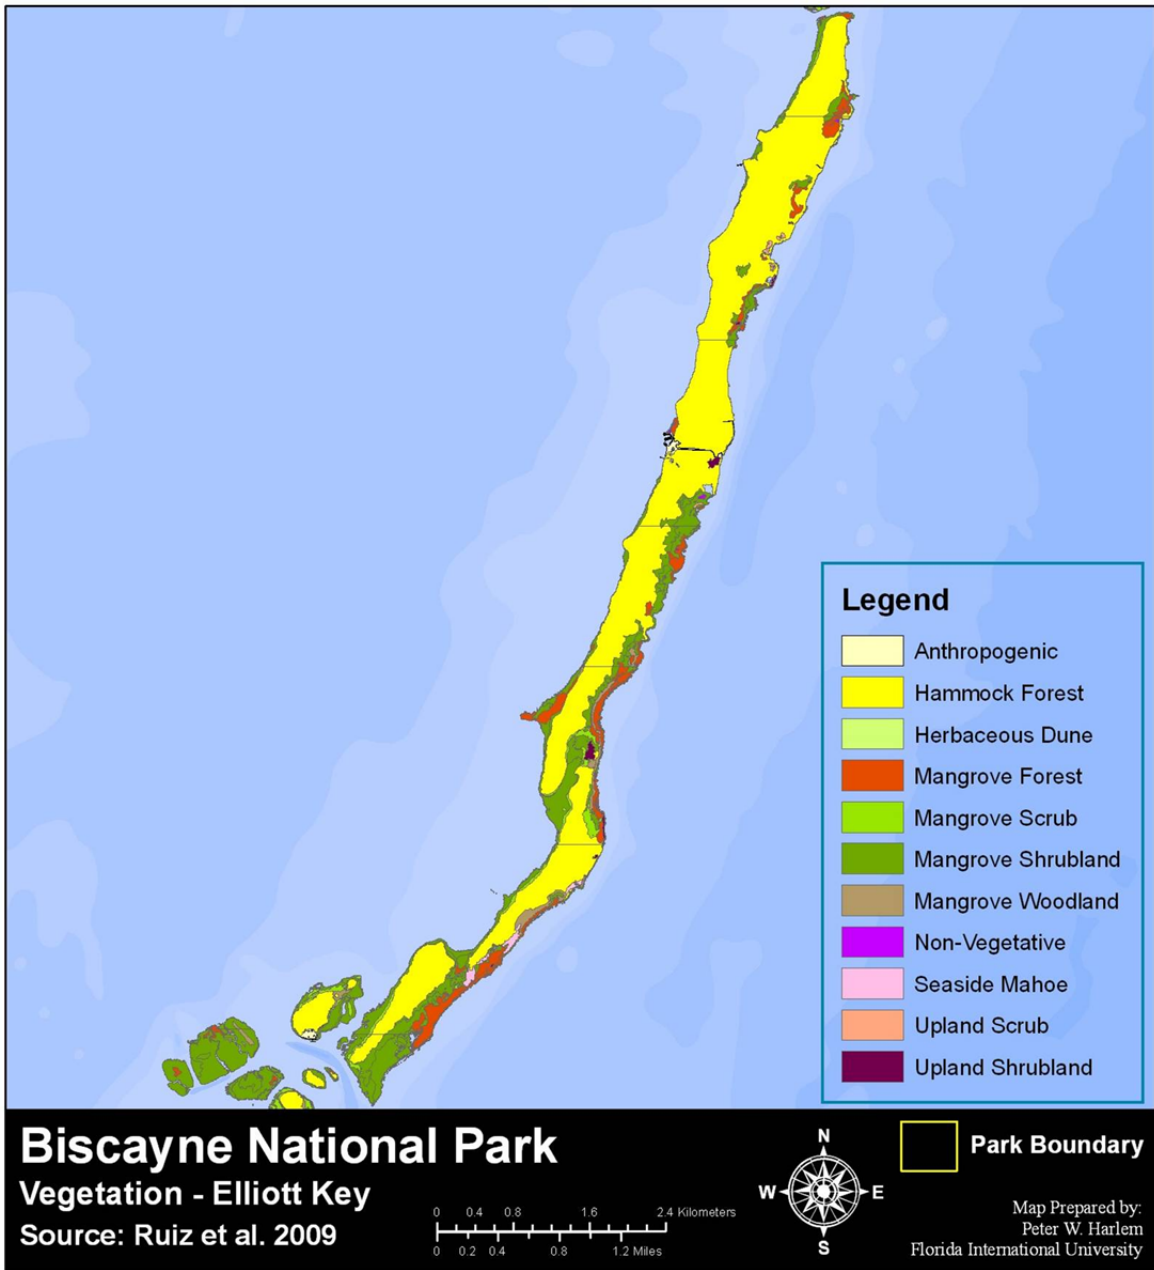 Legend
Anthropogenic
Hammock Forest
Herbaceous Dune
Mangrove Forest
Mangrove Scrub
Mangrove Shrubland
Mangrove Woodland
Non-Vegetative
Seaside Mahoe
Upland Scrub
Upland Shrubland
Biscayne National Park
Vegetation - Elliott Key
Source: Ruiz et al. 2009
0 0.4 0.8 1.6 2.4 Kilometers
0 0.2 0.4 0.8 1.2 Miles
N
W E
S
Park Boundary
Map Prepared by:
Peter W. Harlem
Florida International University